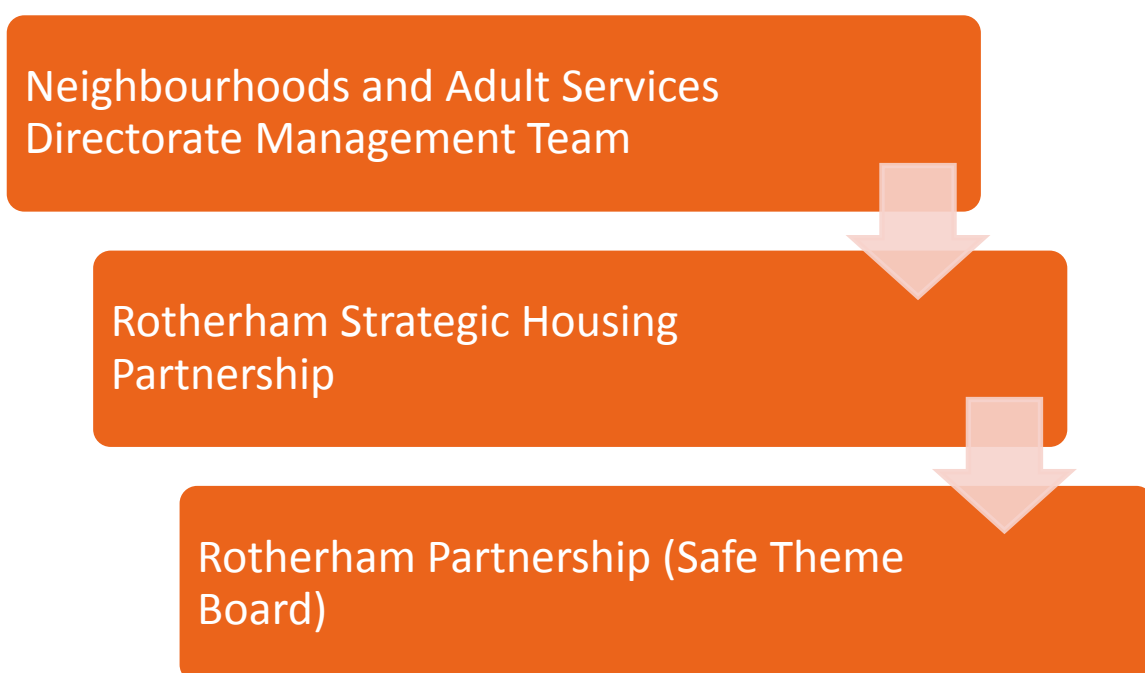 Neighbourhoods and Adult Services
Directorate Management Team
Rotherham Strategic Housing
Partnership
Rotherham Partnership (Safe Theme
Board)